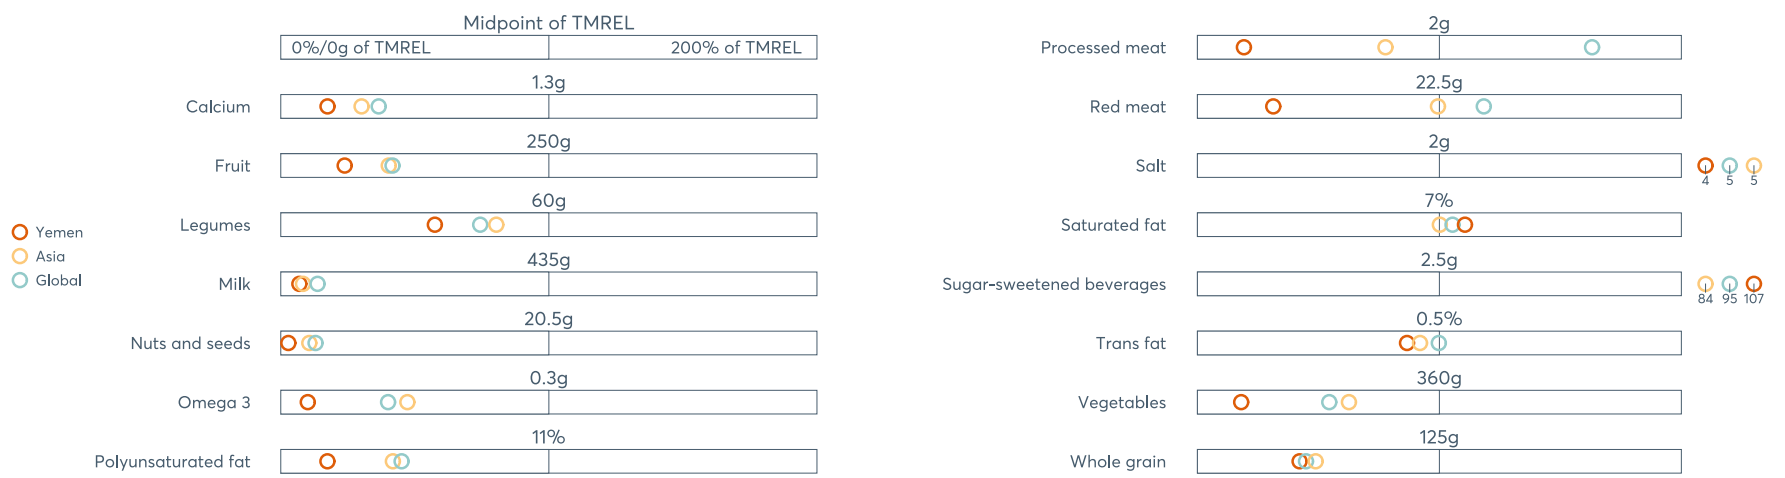 Midpoint of TMREL
0%/0g of TMREL
200% of TMREL
1.3g
Calcium
250g
Fruit
60g
Legumes
435g
Milk
20.5g
Nuts and seeds
0.3g
Omega 3
11%
Polyunsaturated fat
Yemen
Asia
Global
2g
Processed meat
22.5g
Red meat
2g
Salt
4 5 5
7%
Saturated fat
2.5g
Sugar-sweetened beverages
84 95 107
0.5%
Trans fat
360g
Vegetables
125g
Whole grain